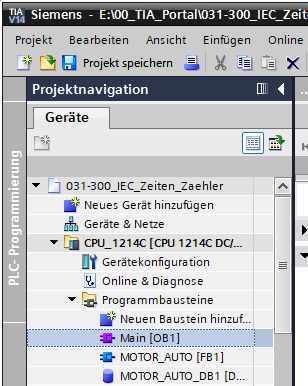 TIA V14 Siemens - E:\00_TIA_Portal\031-300_IEC_Zeite
Projekt Bearbeiten Ansicht Einfügen Online
Projekt speichern
Projektnavigation
Geräte
PLC-Programmierung
031-300_IEC_Zeiten_Zaehler
Neues Gerät hinzufügen
Geräte & Netze
CPU_1214C [CPU 1214C DC/...
Gerätekonfiguration
Online & Diagnose
Programmbausteine
Neuen Baustein hinzuf...
Main [OB1]
MOTOR_AUTO [FB1]
MOTOR_AUTO_DB1 [D...